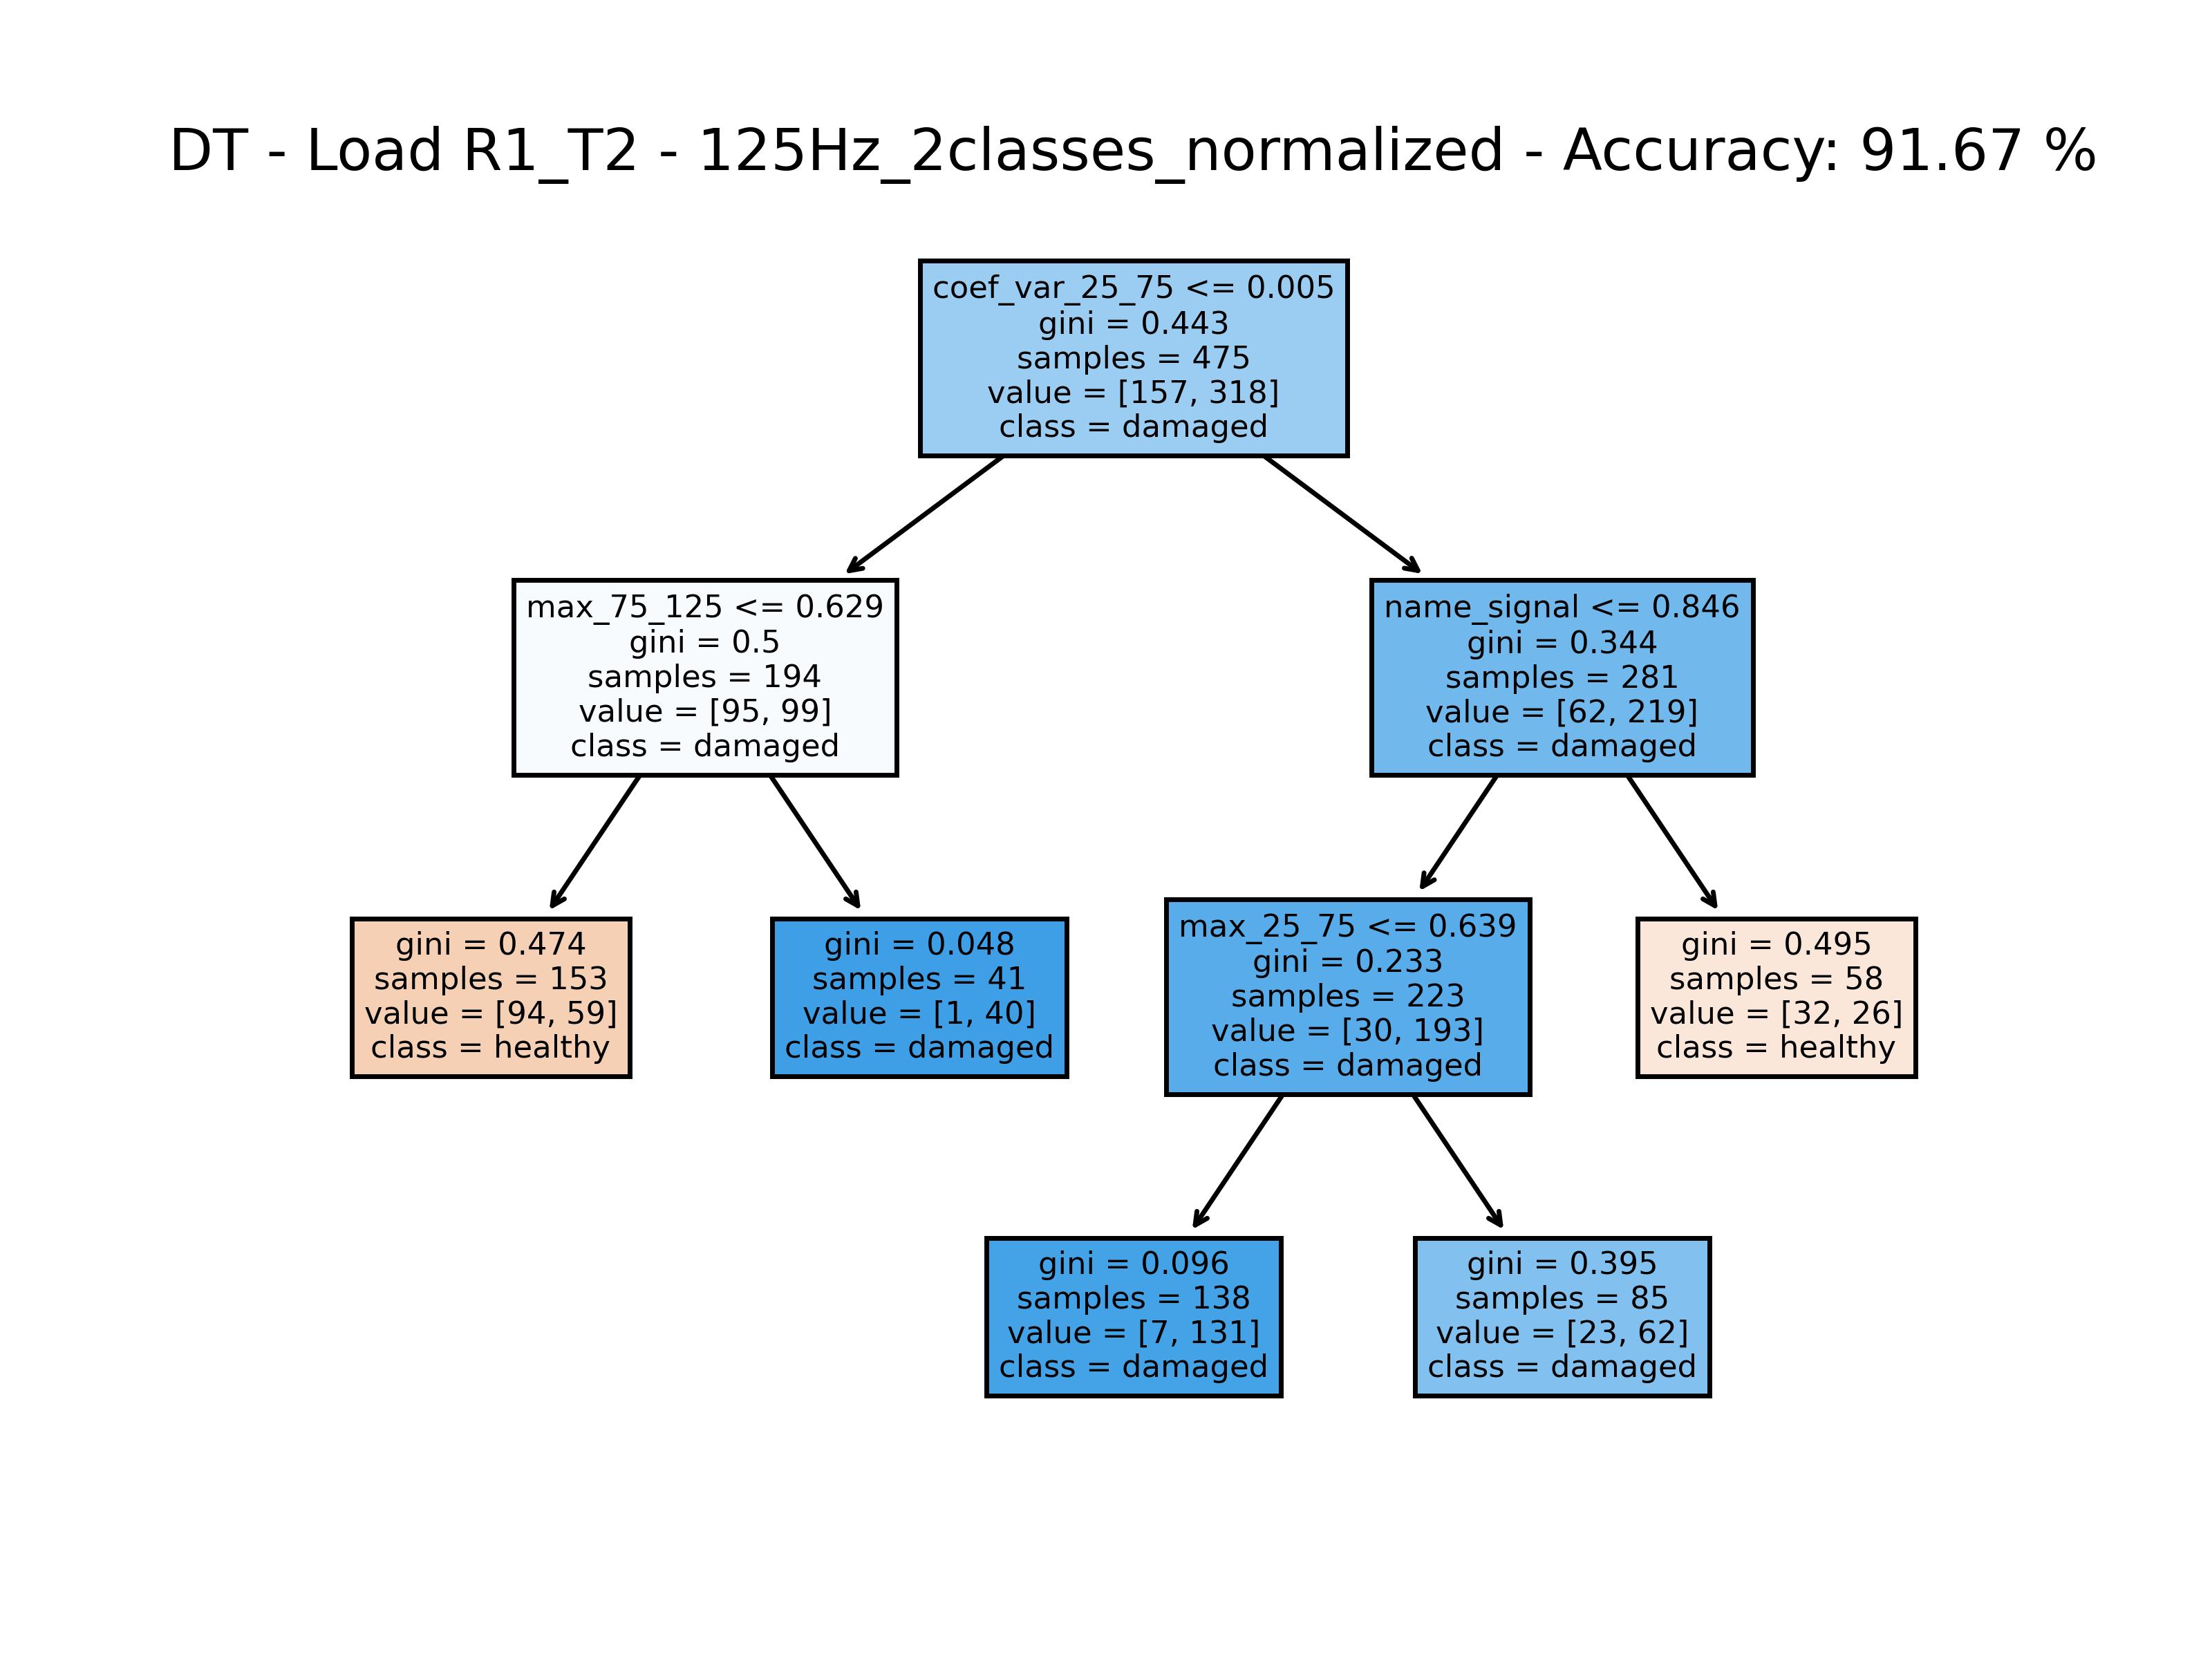 DT - Load R1_T2 - 125Hz_2classes_normalized - Accuracy: 91.67 %
coef_var_25_75 <= 0.005
gini = 0.443
samples = 475
value = [157, 318]
class = damaged
max_75_125 <= 0.629
gini = 0.5
samples = 194
value = [95, 99]
class = damaged
name_signal <= 0.846
gini = 0.344
samples = 281
value = [62, 219]
class = damaged
gini = 0.474
samples = 153
value = [94, 59]
class = healthy
gini = 0.048
samples = 41
value = [1, 40]
class = damaged
max_25_75 <= 0.639
gini = 0.233
samples = 223
value = [30, 193]
class = damaged
gini = 0.495
samples = 58
value = [32, 26]
class = healthy
gini = 0.096
samples = 138
value = [7, 131]
class = damaged
gini = 0.395
samples = 85
value = [23, 62]
class = damaged